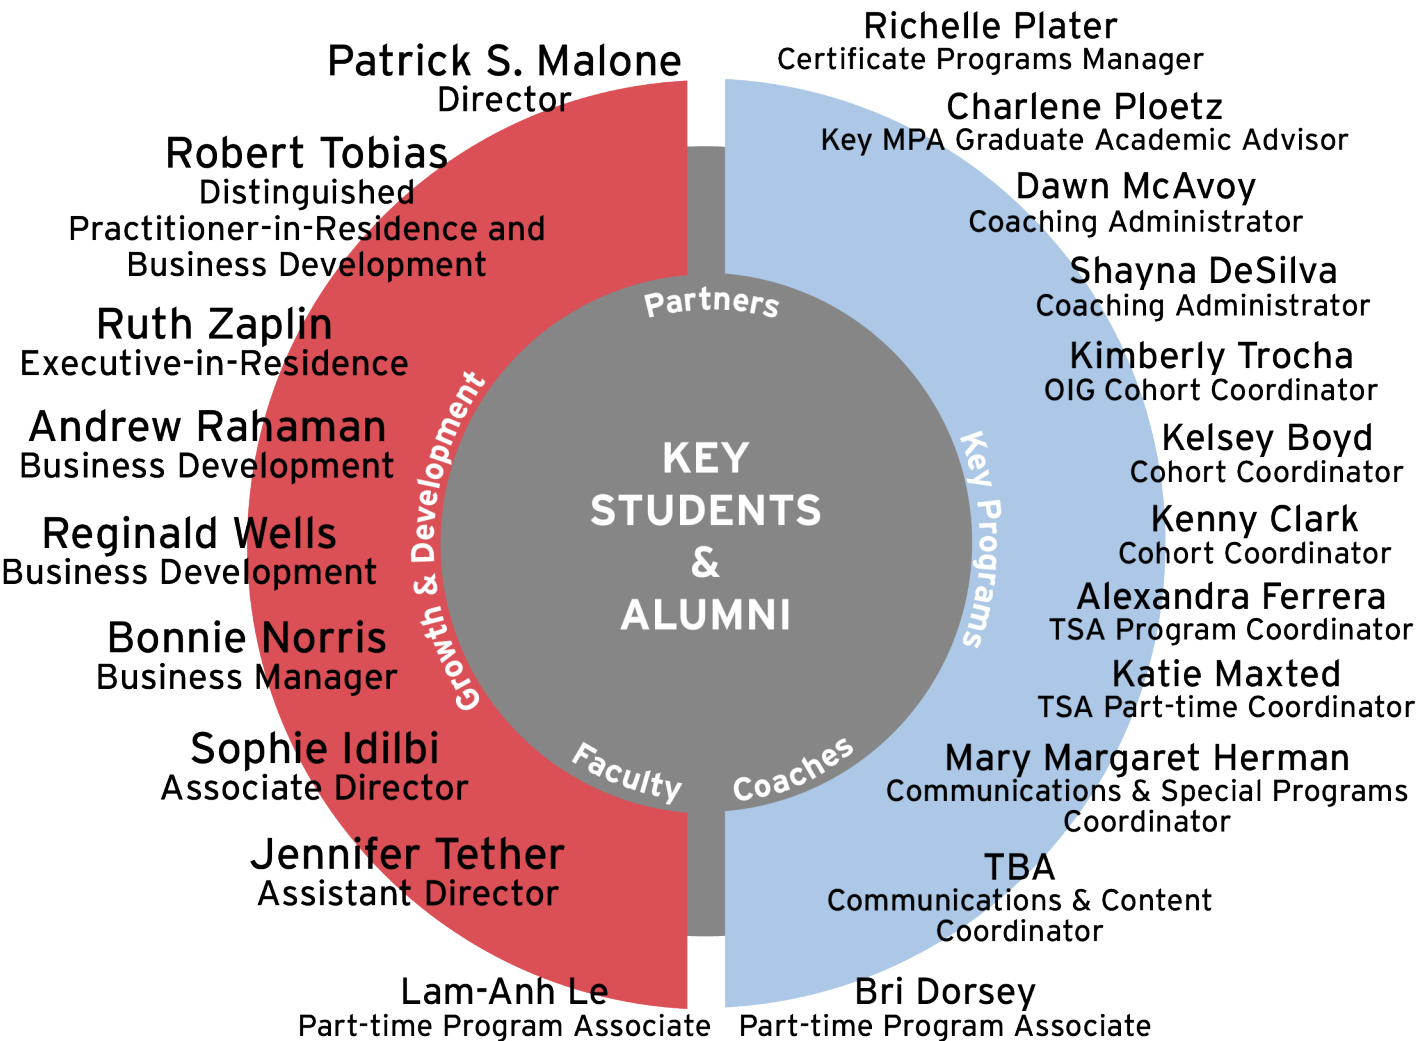 Patrick S. Malone
Director
Robert Tobias
Distinguished
Practitioner-in-Residence and
Business Development
Ruth Zaplin
Executive-in-Residence
Andrew Rahaman
Business Development
Reginald Wells
Business Development
Bonnie Norris
Business Manager
Sophie Idilbi
Associate Director
Jennifer Tether
Assistant Director
Lam-Anh Le
Part-time Program Associate
Growth & Development
Partners
KEY
STUDENTS
&
ALUMNI
Faculty
Coaches
Key Programs
Richelle Plater
Certificate Programs Manager
Charlene Ploetz
Key MPA Graduate Academic Advisor
Dawn McAvoy
Coaching Administrator
Shayna DeSilva
Coaching Administrator
Kimberly Trocha
OIG Cohort Coordinator
Kelsey Boyd
Cohort Coordinator
Kenny Clark
Cohort Coordinator
Alexandra Ferrera
TSA Program Coordinator
Katie Maxted
TSA Part-time Coordinator
Mary Margaret Herman
Communications & Special Programs
Coordinator
TBA
Communications & Content
Coordinator
Bri Dorsey
Part-time Program Associate